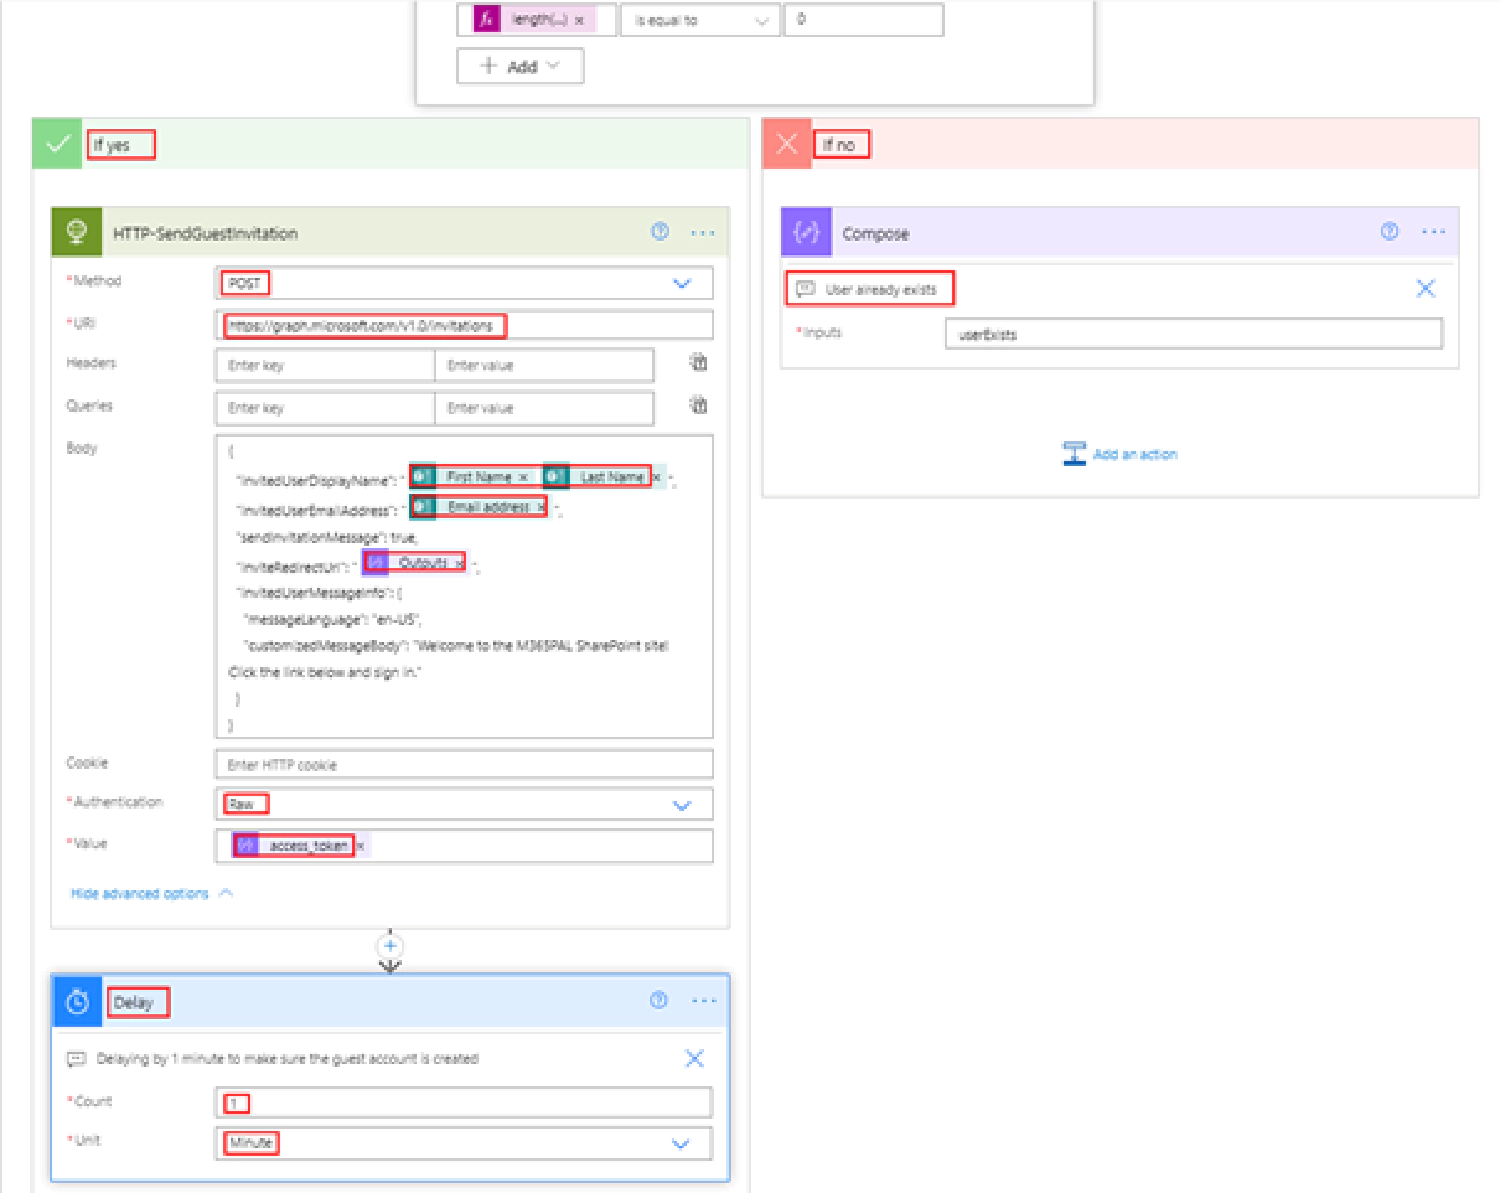 length(...) × is equal to 0
+ Add
If yes
HTTP-SendGuestInvitation
*Method POST
*URI https://graph.microsoft.com/v1.0/invitations
Headers Enter key Enter value
Queries Enter key Enter value
Body {
"invitedUserDisplayName": " First Name × Last Name × ",
"invitedUserEmailAddress": " Email address × ",
"sendInvitationMessage": true,
"inviteRedirectUrl": " Outputs × ",
"invitedUserMessageInfo": {
"messageLanguage": "en-US",
"customizedMessageBody": "Welcome to the M365PAL SharePoint site!
Click the link below and sign in."
}
}
Cookie Enter HTTP cookie
*Authentication Raw
*Value access_token ×
Hide advanced options
Delay
Delaying by 1 minute to make sure the guest account is created
*Count 1
*Unit Minute
If no
Compose
User already exists
*Inputs userExists
Add an action